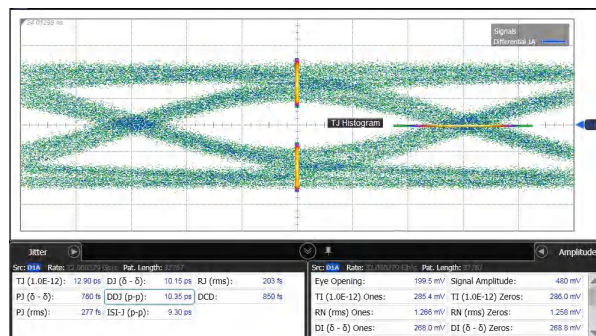 Signals
Differential 1A
TJ Histogram
Jitter
Amplitude
Src: D1A Rate: Pat. Length: 32767
TJ (1.0E-12): 12.90 ps DJ (δ - δ): 10.15 ps RJ (rms): 203 fs
PJ (δ - δ): 760 fs DDJ (p-p): 10.35 ps DCD: 850 fs
PJ (rms): 277 fs ISI-J (p-p): 9.30 ps
Src: D1A Rate: Pat. Length:
Eye Opening: 199.5 mV Signal Amplitude: 480 mV
TI (1.0E-12) Ones: 285.4 mV TI (1.0E-12) Zeros: 286.0 mV
RN (rms) Ones: 1.266 mV RN (rms) Zeros: 1.258 mV
DI (δ - δ) Ones: 268.0 mV DI (δ - δ) Zeros: 268.8 mV